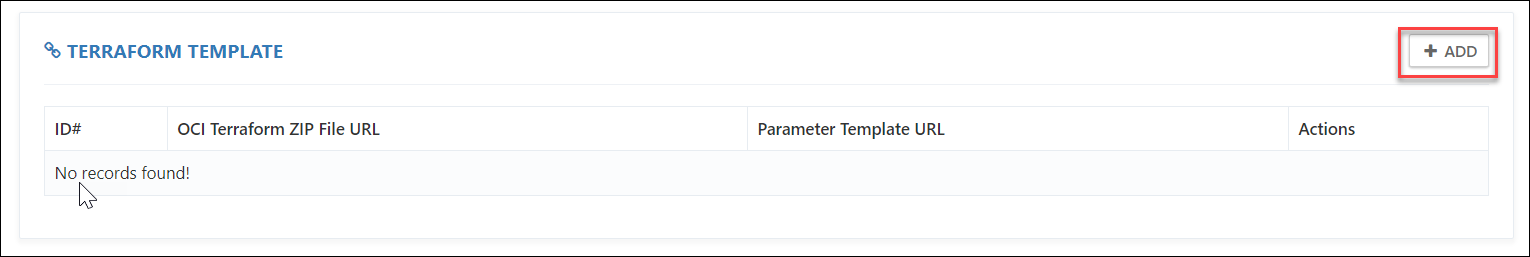 TERRAFORM TEMPLATE
ADD
ID# OCI Terraform ZIP File URL Parameter Template URL Actions
No records found!